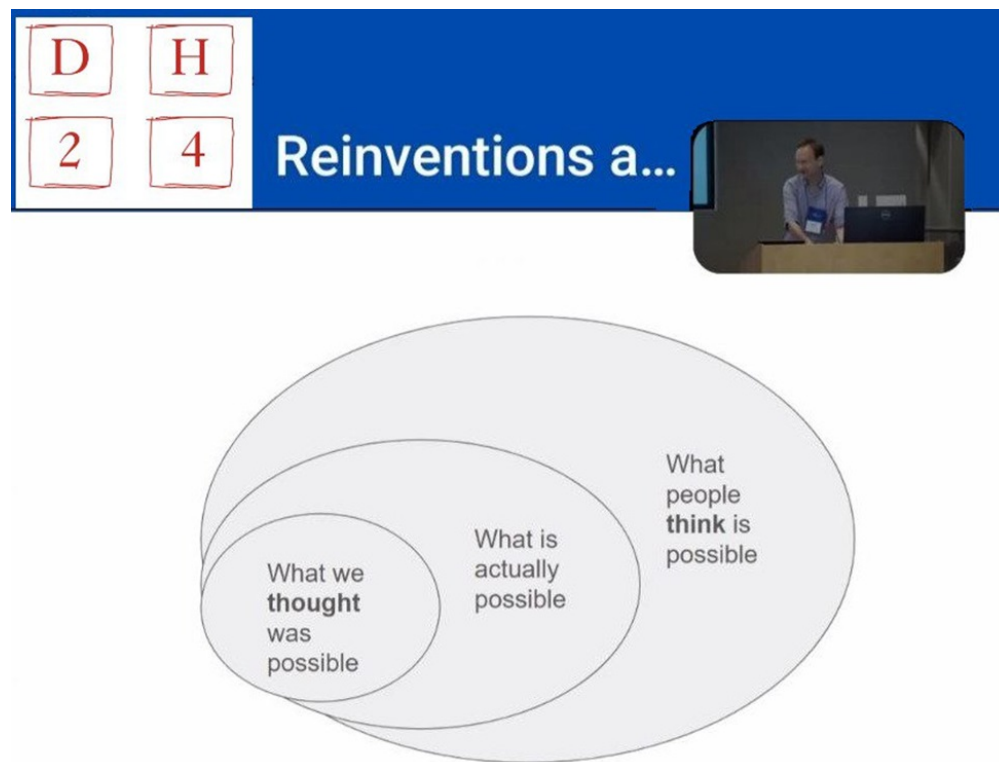 D H
2 4
Reinventions a...
What
people
think is
possible
What is
actually
possible
What we
thought
was
possible